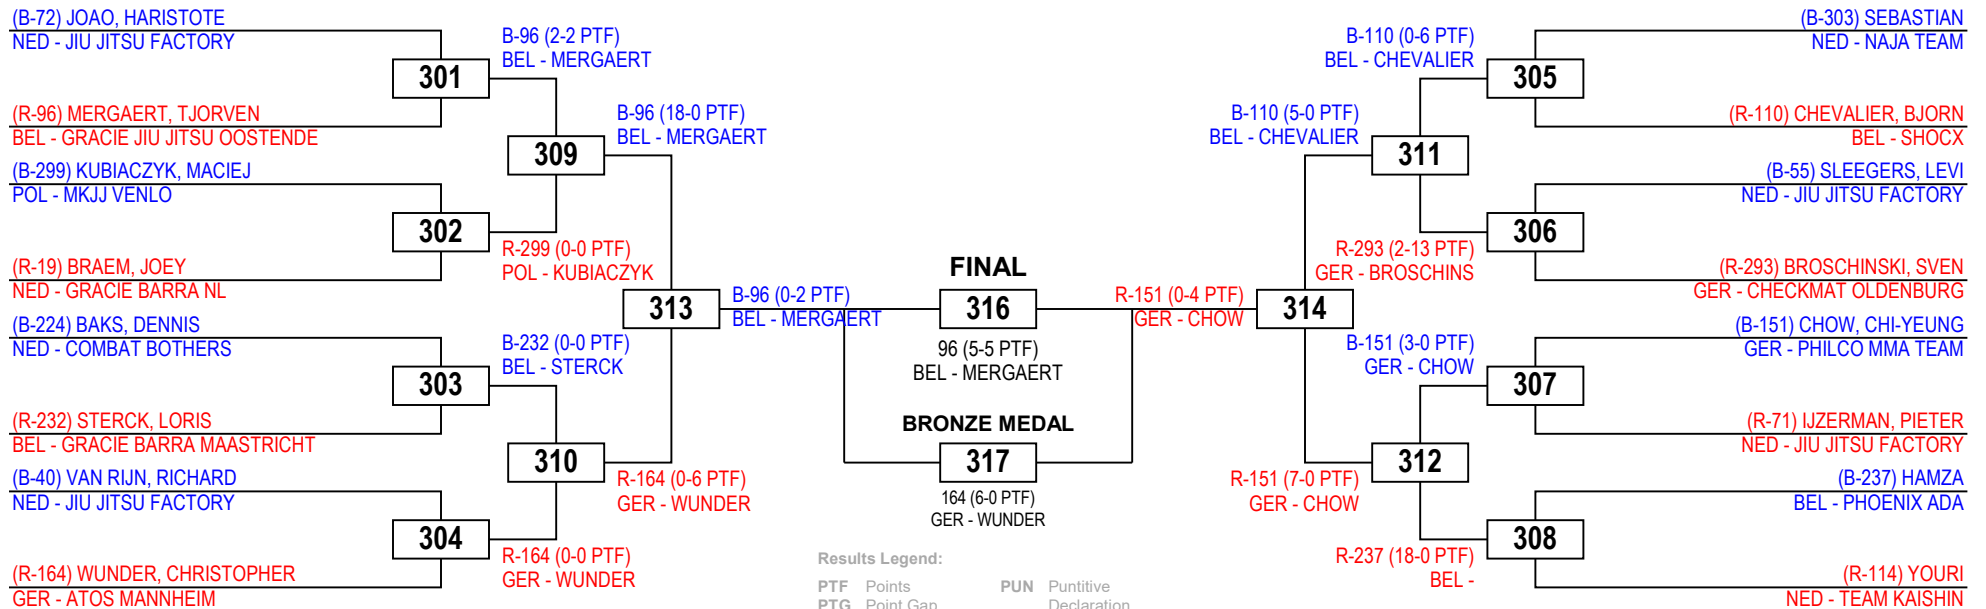 (B-72) JOAO, HARISTOTE
NED - JIU JITSU FACTORY
(R-96) MERGAERT, TJORVEN
BEL - GRACIE JIU JITSU OOSTENDE
(B-299) KUBIACZYK, MACIEJ
POL - MKJJ VENLO
(R-19) BRAEM, JOEY
NED - GRACIE BARRA NL
(B-224) BAKS, DENNIS
NED - COMBAT BOTHERS
(R-232) STERCK, LORIS
BEL - GRACIE BARRA MAASTRICHT
(B-40) VAN RIJN, RICHARD
NED - JIU JITSU FACTORY
(R-164) WUNDER, CHRISTOPHER
GER - ATOS MANNHEIM
301
302
303
304
B-96 (2-2 PTF)
BEL - MERGAERT
309
R-299 (0-0 PTF)
POL - KUBIACZYK
B-232 (0-0 PTF)
BEL - STERCK
310
R-164 (0-0 PTF)
GER - WUNDER
B-96 (18-0 PTF)
BEL - MERGAERT
313
R-164 (0-6 PTF)
GER - WUNDER
B-96 (0-2 PTF)
BEL - MERGAERT
FINAL
316
96 (5-5 PTF)
BEL - MERGAERT
BRONZE MEDAL
317
164 (6-0 PTF)
GER - WUNDER
R-151 (0-4 PTF)
GER - CHOW
314
B-110 (5-0 PTF)
BEL - CHEVALIER
R-151 (7-0 PTF)
GER - CHOW
B-110 (0-6 PTF)
BEL - CHEVALIER
311
R-293 (2-13 PTF)
GER - BROSCHINS
B-151 (3-0 PTF)
GER - CHOW
312
R-237 (18-0 PTF)
BEL -
305
306
307
308
(B-303) SEBASTIAN
NED - NAJA TEAM
(R-110) CHEVALIER, BJORN
BEL - SHOCX
(B-55) SLEEGERS, LEVI
NED - JIU JITSU FACTORY
(R-293) BROSCHINSKI, SVEN
GER - CHECKMAT OLDENBURG
(B-151) CHOW, CHI-YEUNG
GER - PHILCO MMA TEAM
(R-71) IJZERMAN, PIETER
NED - JIU JITSU FACTORY
(B-237) HAMZA
BEL - PHOENIX ADA
(R-114) YOURI
NED - TEAM KAISHIN
Results Legend:
PTF Points PUN Puntitive
PTG Point Gap Declaration